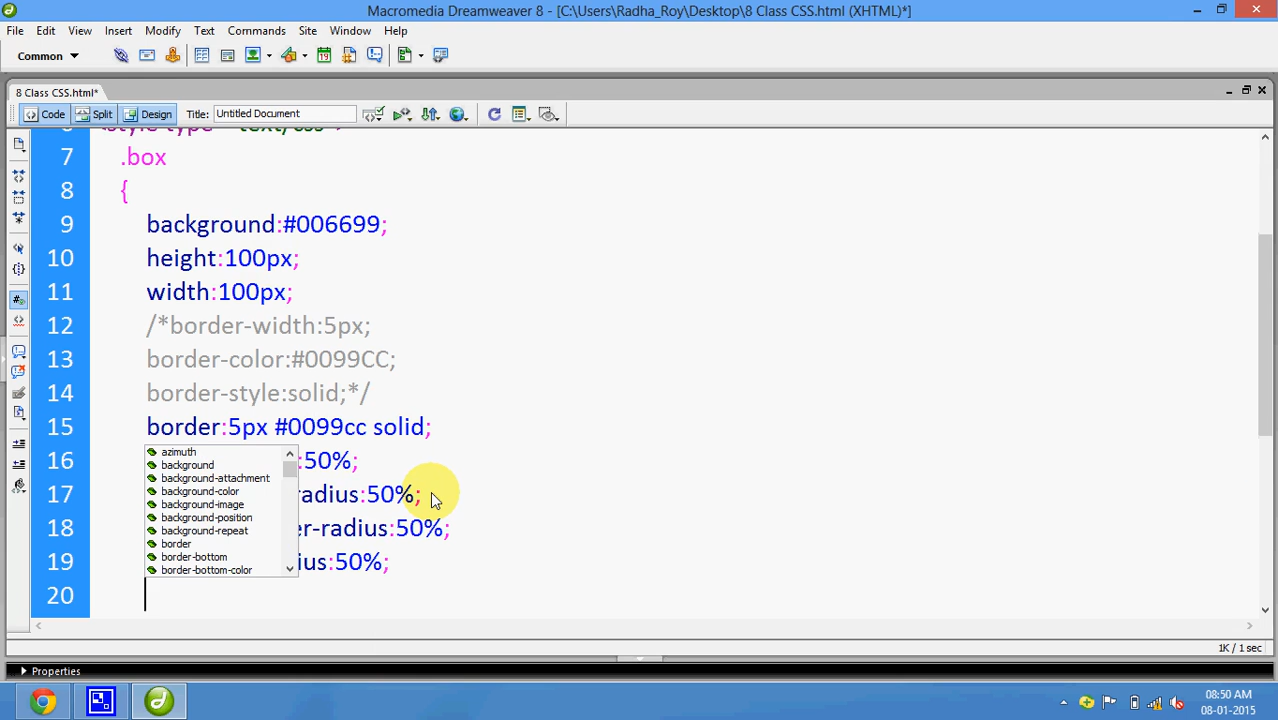 Macromedia Dreamweaver 8 - [C:\Users\Radha_Roy\Desktop\8 Class CSS.html (XHTML)*]
File Edit View Insert Modify Text Commands Site Window Help
Common
8 Class CSS.html*
Code Split Design Title: Untitled Document
7 .box
8 {
9 background:#006699;
10 height:100px;
11 width:100px;
12 /*border-width:5px;
13 border-color:#0099CC;
14 border-style:solid;*/
15 border:5px #0099cc solid;
16 :50%;
17 radius:50%;
18 er-radius:50%;
19 ius:50%;
20
azimuth
background
background-attachment
background-color
background-image
background-position
background-repeat
border
border-bottom
border-bottom-color
1K / 1 sec
Properties
08:50 AM
08-01-2015